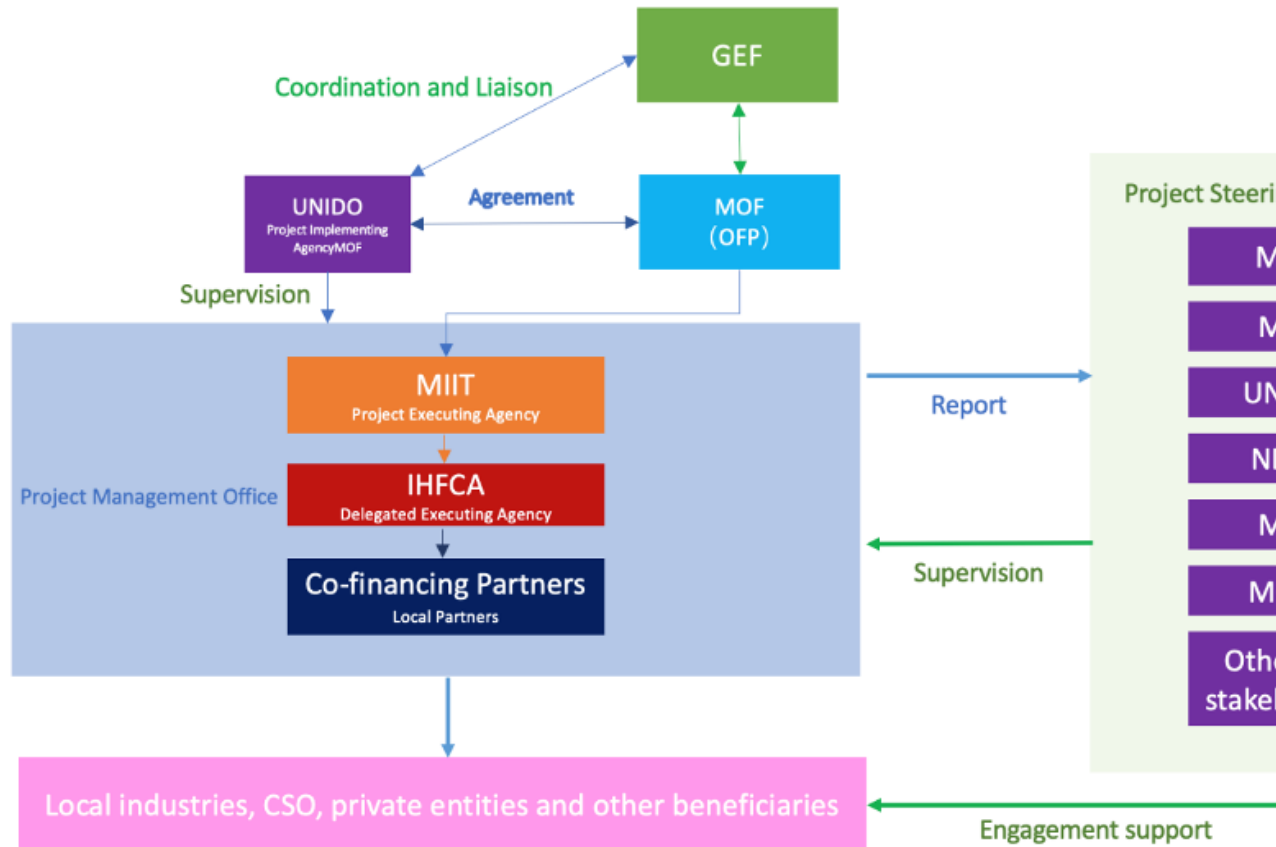 GEF
Coordination and Liaison
UNIDO
Project Implementing
AgencyMOF
Agreement
MOF
(OFP)
Supervision
MIIT
Project Executing Agency
Project Management Office
IHFCA
Delegated Executing Agency
Co-financing Partners
Local Partners
Report
Supervision
Project
Local industries, CSO, private entities and other beneficiaries
Engagement support